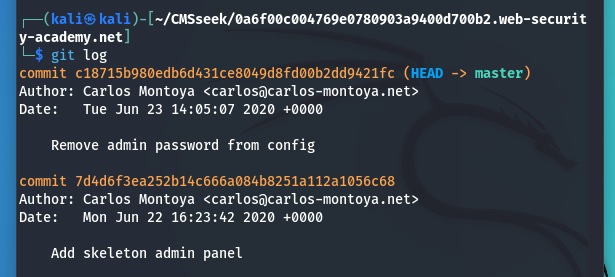 ┌──(kali㉿kali)-[~/CMSseek/0a6f00c004769e0780903a9400d700b2.web-securit
y-academy.net]
└─$ git log
commit c18715b980edb6d431ce8049d8fd00b2dd9421fc (HEAD -> master)
Author: Carlos Montoya <carlos@carlos-montoya.net>
Date:   Tue Jun 23 14:05:07 2020 +0000
Remove admin password from config
commit 7d4d6f3ea252b14c666a084b8251a112a1056c68
Author: Carlos Montoya <carlos@carlos-montoya.net>
Date:   Mon Jun 22 16:23:42 2020 +0000
Add skeleton admin panel